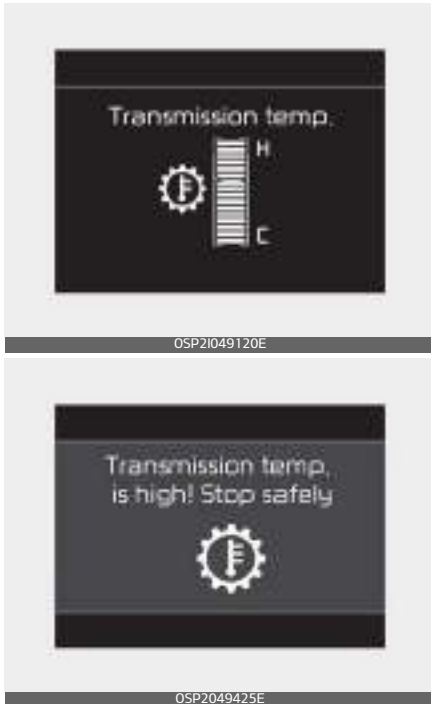 Transmission temp.
H
C
OSP2I049120E
Transmission temp.
is high! Stop safely
OSP2049425E